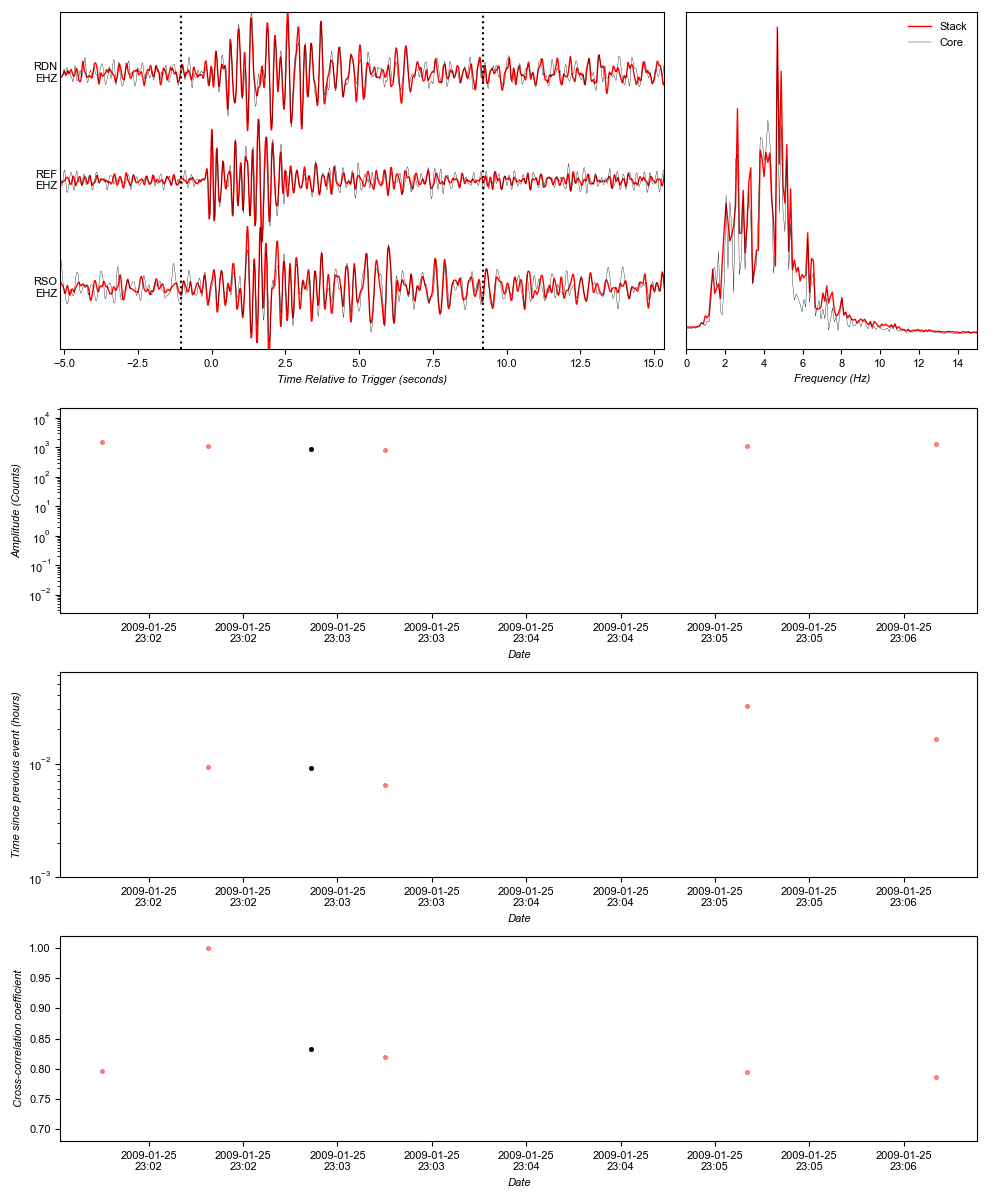 RDN
EHZ
REF
EHZ
RSO
EHZ
−5.0 −2.5 0.0 2.5 5.0 7.5 10.0 12.5 15.0
Time Relative to Trigger (seconds)
Stack
Core
0 2 4 6 8 10 12 14
Frequency (Hz)
10⁴
10³
10²
10¹
10⁰
10⁻¹
10⁻²
Amplitude (Counts)
2009-01-25 2009-01-25 2009-01-25 2009-01-25 2009-01-25 2009-01-25 2009-01-25 2009-01-25 2009-01-25
23:02 23:02 23:03 23:03 23:04 23:04 23:05 23:05 23:06
Date
10⁻²
10⁻³
Time since previous event (hours)
2009-01-25 2009-01-25 2009-01-25 2009-01-25 2009-01-25 2009-01-25 2009-01-25 2009-01-25 2009-01-25
23:02 23:02 23:03 23:03 23:04 23:04 23:05 23:05 23:06
Date
1.00
0.95
0.90
0.85
0.80
0.75
0.70
Cross-correlation coefficient
2009-01-25 2009-01-25 2009-01-25 2009-01-25 2009-01-25 2009-01-25 2009-01-25 2009-01-25 2009-01-25
23:02 23:02 23:03 23:03 23:04 23:04 23:05 23:05 23:06
Date